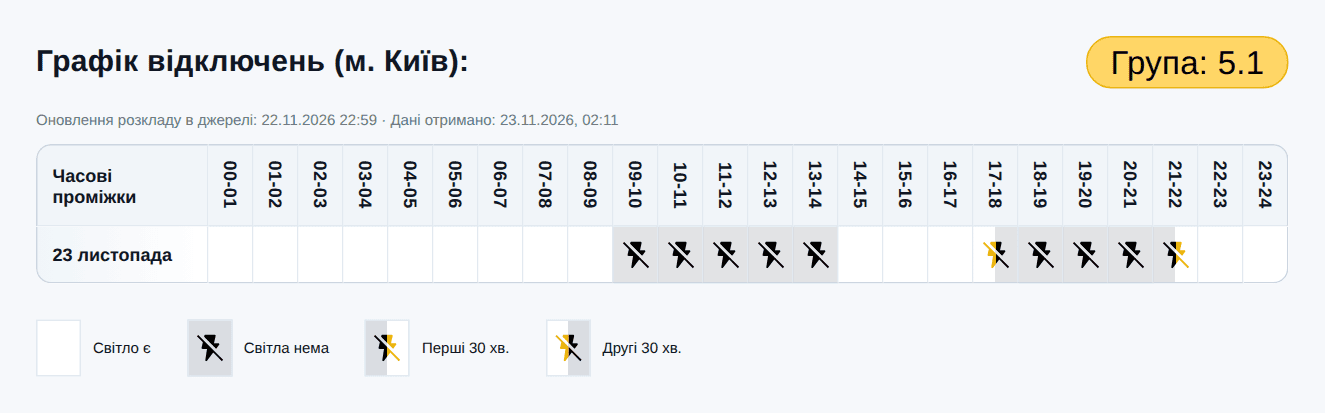 Графік відключень (м. Київ):
Група: 5.1
Оновлення розкладу в джерелі: 22.11.2026 22:59 · Дані отримано: 23.11.2026, 02:11
Часові
проміжки
00-01
01-02
02-03
03-04
04-05
05-06
06-07
07-08
08-09
09-10
10-11
11-12
12-13
13-14
14-15
15-16
16-17
17-18
18-19
19-20
20-21
21-22
22-23
23-24
23 листопада
Світло є
Світла нема
Перші 30 хв.
Другі 30 хв.